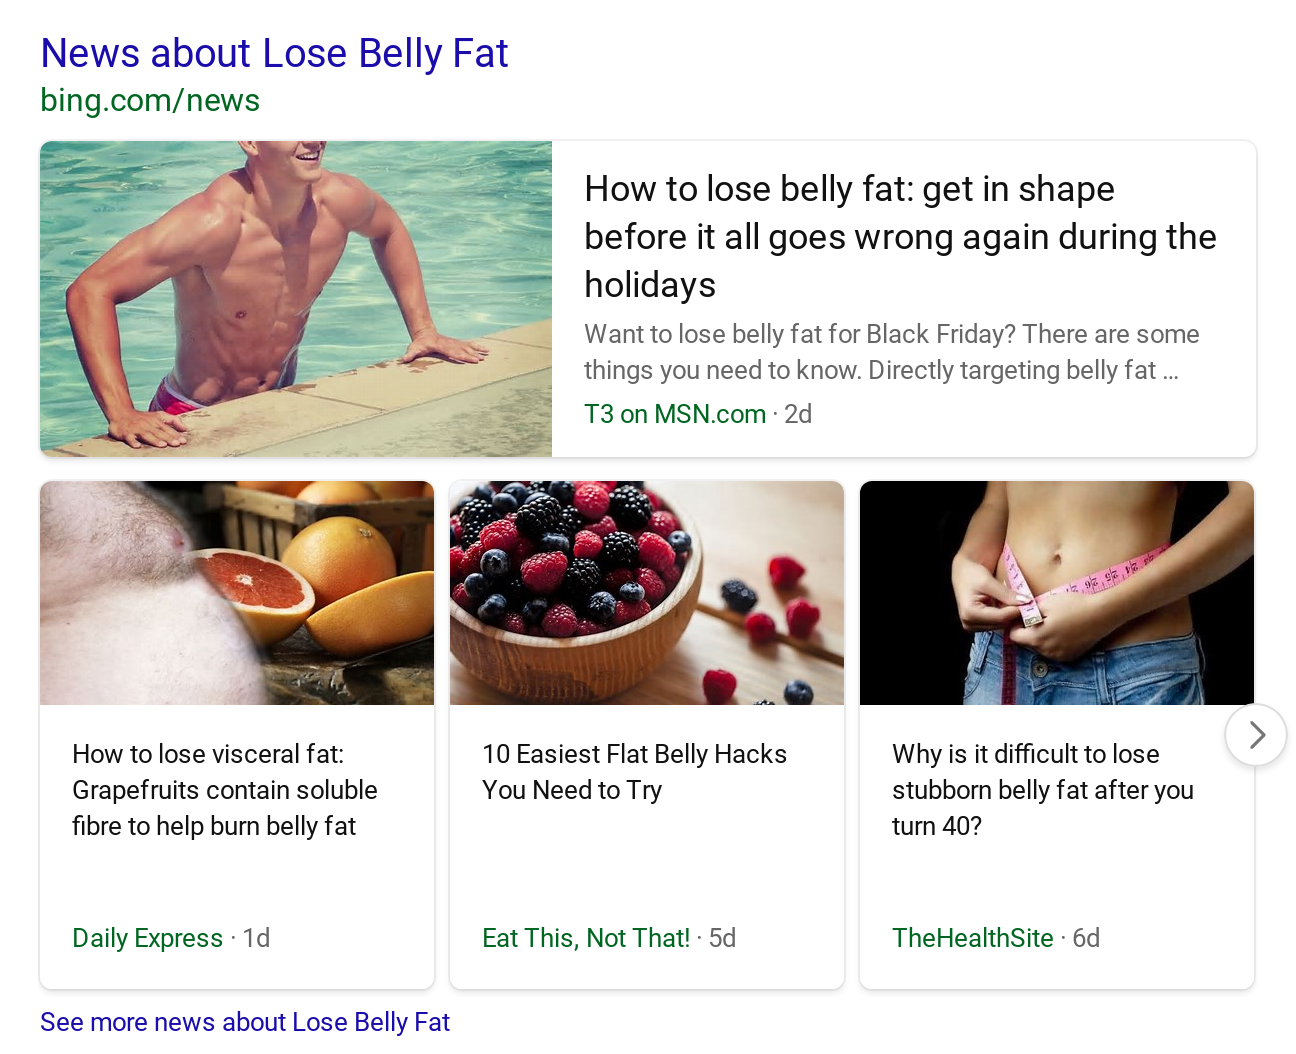 News about Lose Belly Fat
bing.com/news
How to lose belly fat: get in shape
before it all goes wrong again during the
holidays
Want to lose belly fat for Black Friday? There are some
things you need to know. Directly targeting belly fat ...
T3 on MSN.com · 2d
How to lose visceral fat:
Grapefruits contain soluble
fibre to help burn belly fat
Daily Express · 1d
10 Easiest Flat Belly Hacks
You Need to Try
Eat This, Not That! · 5d
Why is it difficult to lose
stubborn belly fat after you
turn 40?
TheHealthSite · 6d
See more news about Lose Belly Fat